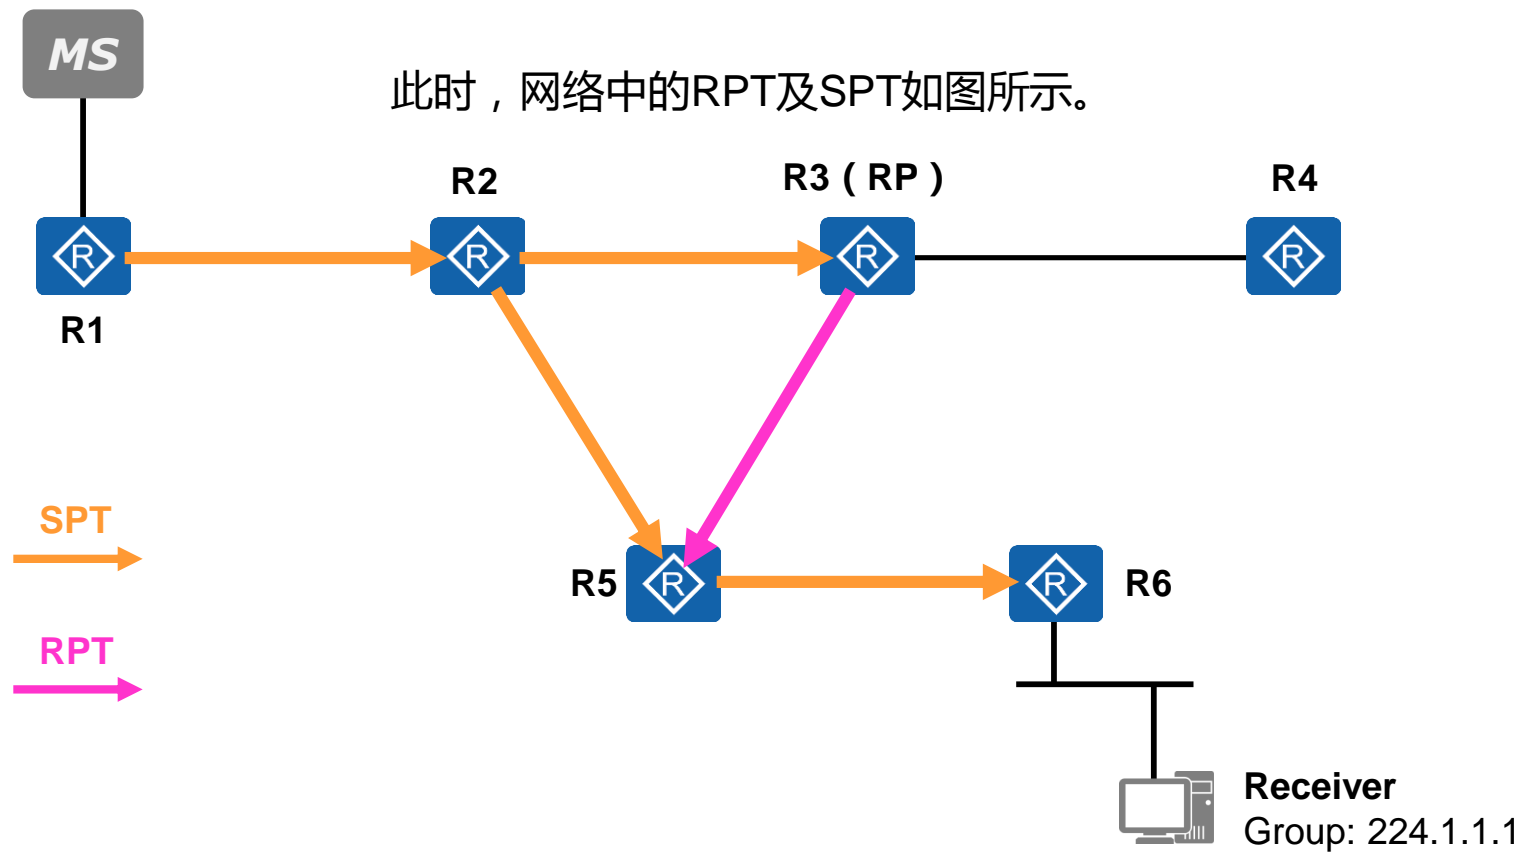 MS
此时，网络中的RPT及SPT如图所示。
R2
R3（RP）
R4
R
R
R
R
R1
SPT
R5
R
R
R6
RPT
Receiver
Group: 224.1.1.1